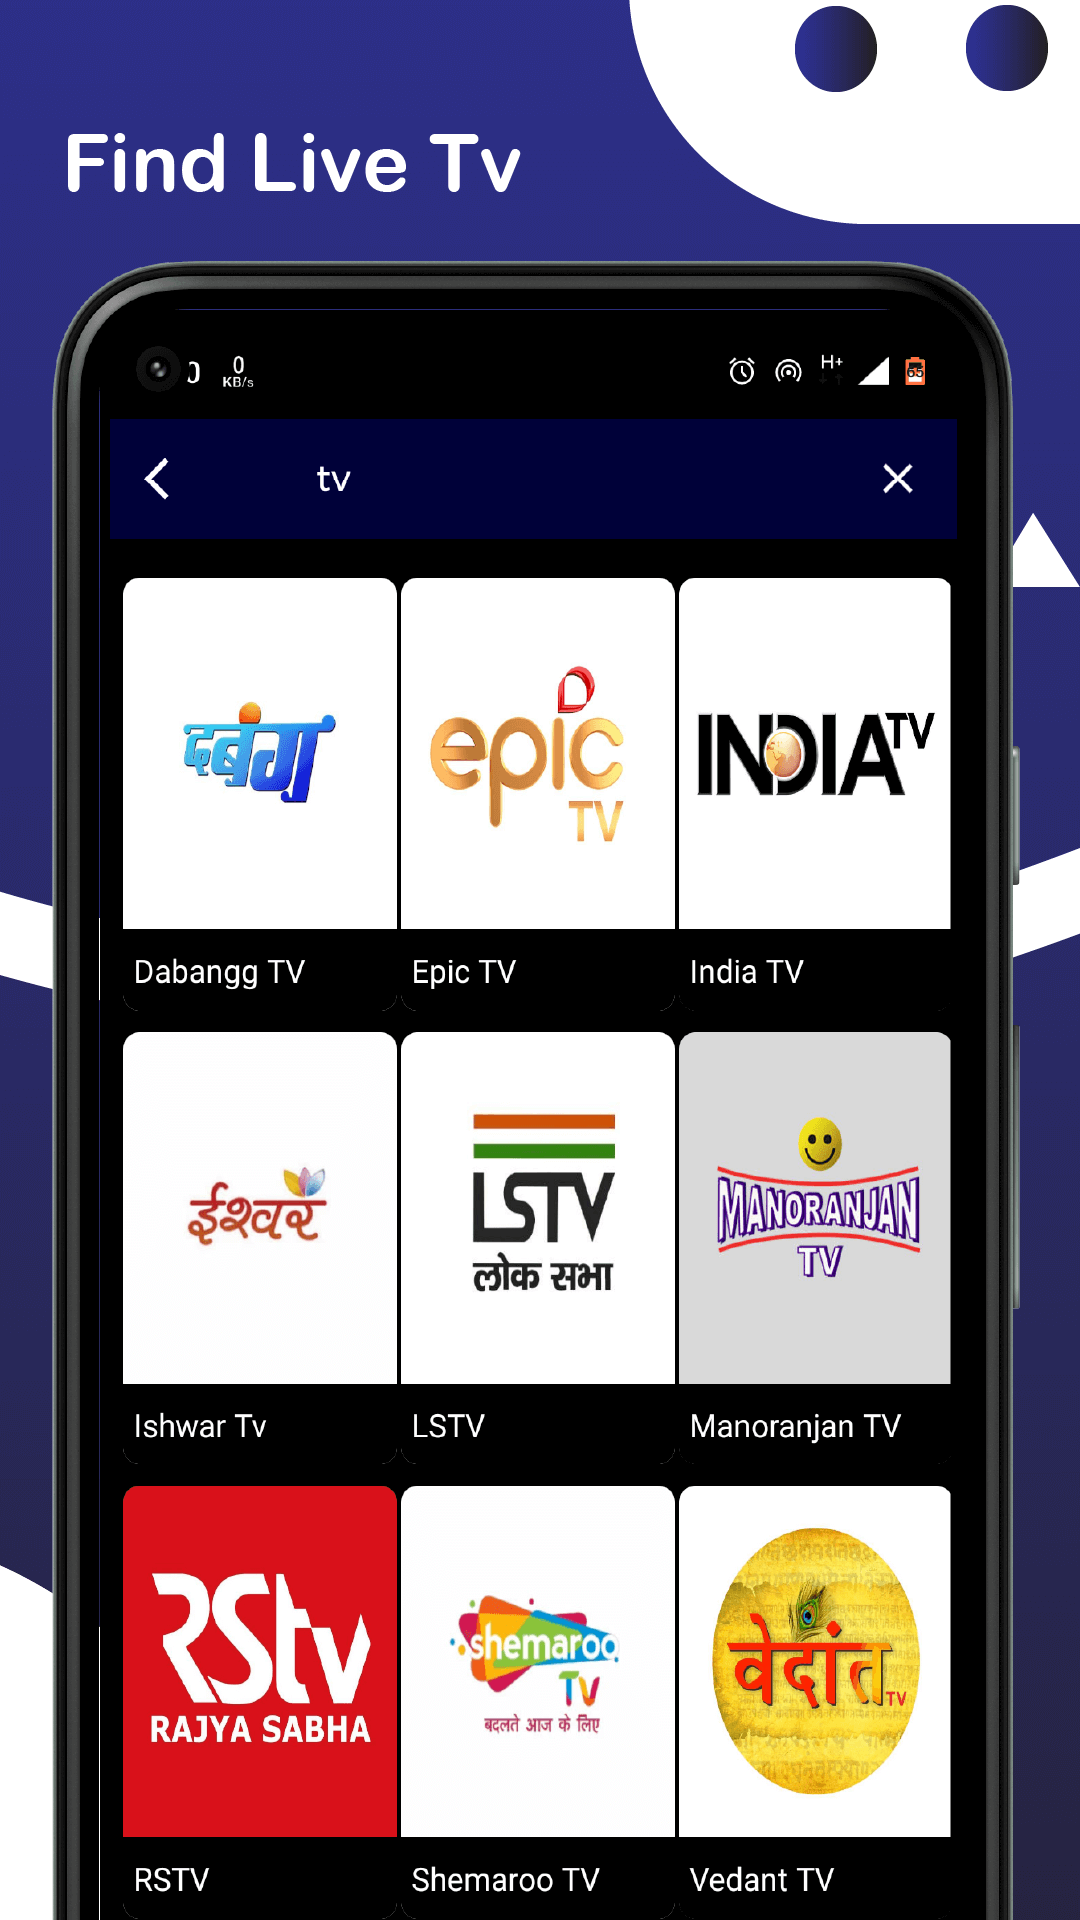 Find Live Tv
0
KB/s
H+
65
tv
दबंग
epic
TV
INDIA TV
Dabangg TV
Epic TV
India TV
ईश्वर
LSTV
लोक सभा
MANORANJAN
TV
Ishwar Tv
LSTV
Manoranjan TV
RStv
RAJYA SABHA
shemaroo
TV
बदलते आज के लिए
वेदांत
TV
RSTV
Shemaroo TV
Vedant TV